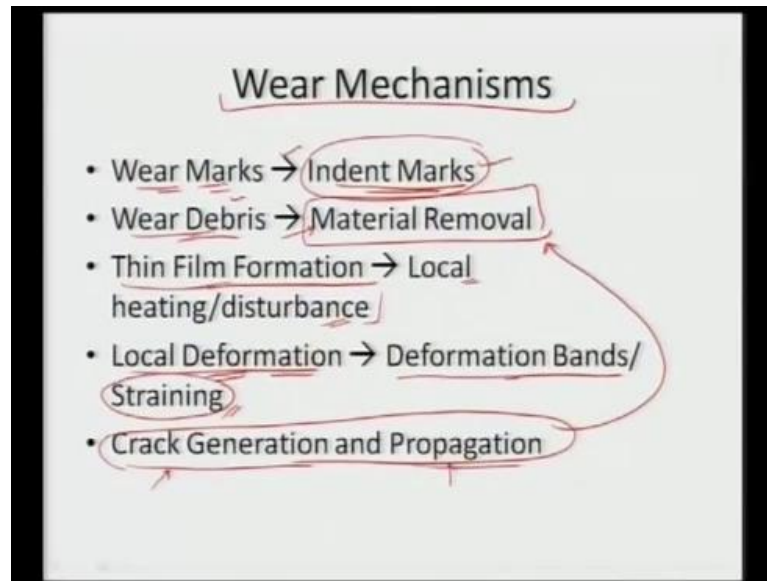 Wear Mechanisms
• Wear Marks → Indent Marks
• Wear Debris → Material Removal
• Thin Film Formation → Local
heating/disturbance
• Local Deformation → Deformation Bands/
Straining
• Crack Generation and Propagation